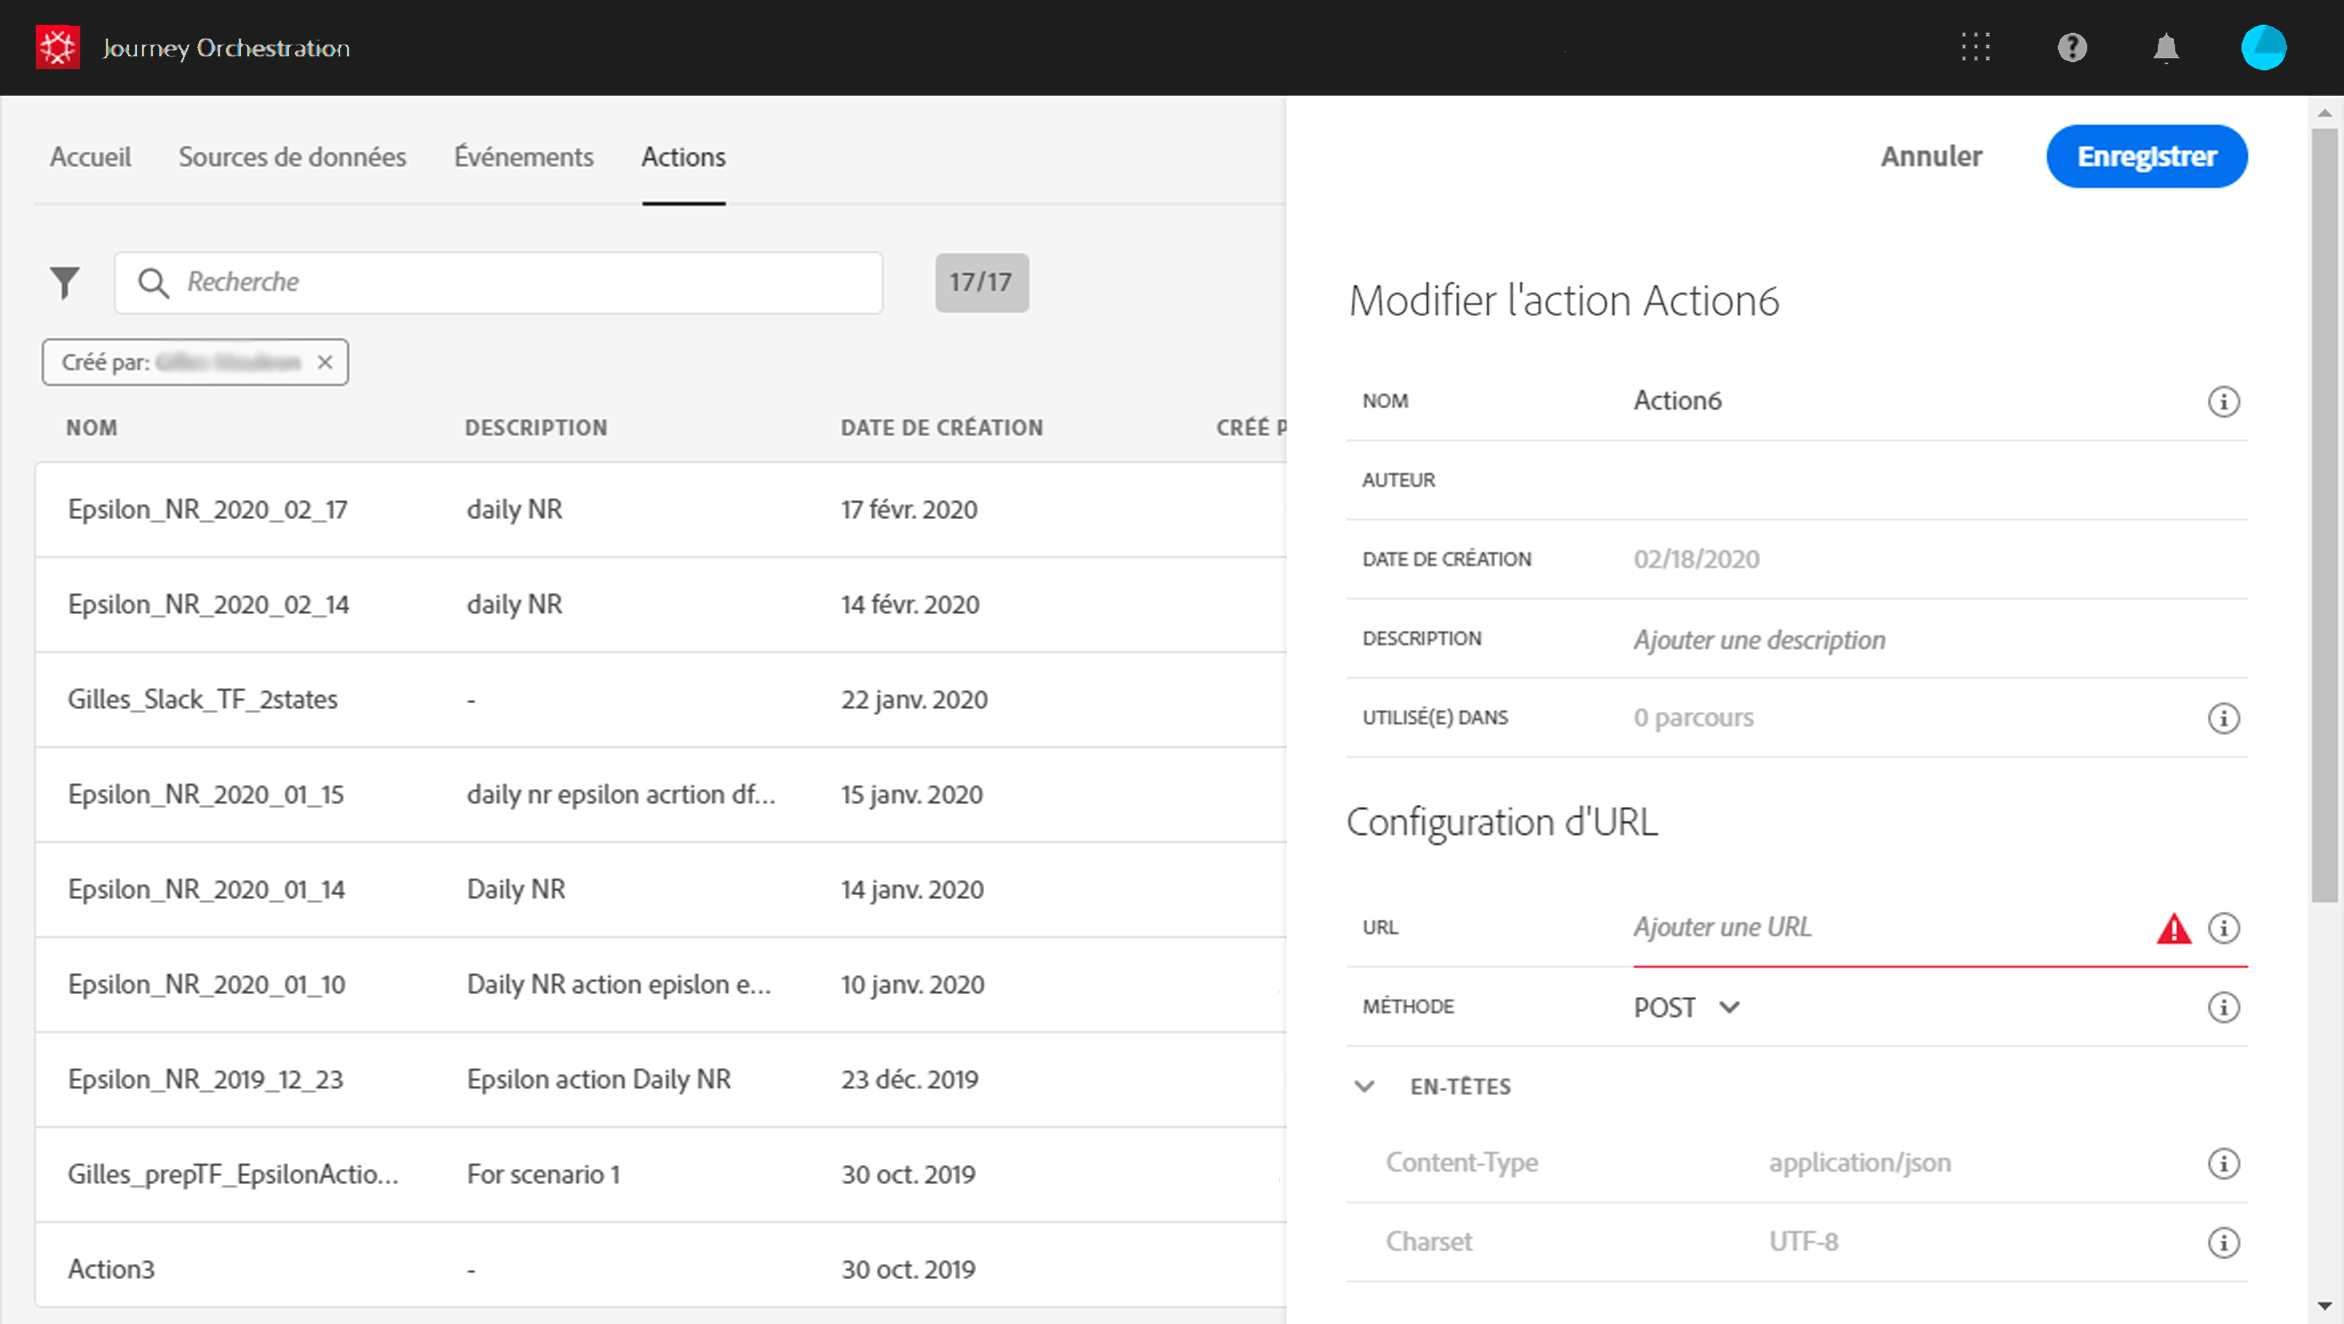 Journey Orchestration
Accueil Sources de données Événements Actions
Annuler Enregistrer
Recherche 17/17
Créé par:
NOM DESCRIPTION DATE DE CRÉATION CRÉÉ P
Epsilon_NR_2020_02_17 daily NR 17 févr. 2020
Epsilon_NR_2020_02_14 daily NR 14 févr. 2020
Gilles_Slack_TF_2states - 22 janv. 2020
Epsilon_NR_2020_01_15 daily nr epsilon acrtion df... 15 janv. 2020
Epsilon_NR_2020_01_14 Daily NR 14 janv. 2020
Epsilon_NR_2020_01_10 Daily NR action epislon e... 10 janv. 2020
Epsilon_NR_2019_12_23 Epsilon action Daily NR 23 déc. 2019
Gilles_prepTF_EpsilonActio... For scenario 1 30 oct. 2019
Action3 - 30 oct. 2019
Modifier l'action Action6
NOM Action6
AUTEUR
DATE DE CRÉATION 02/18/2020
DESCRIPTION Ajouter une description
UTILISÉ(E) DANS 0 parcours
Configuration d'URL
URL Ajouter une URL
MÉTHODE POST
EN-TÊTES
Content-Type application/json
Charset UTF-8